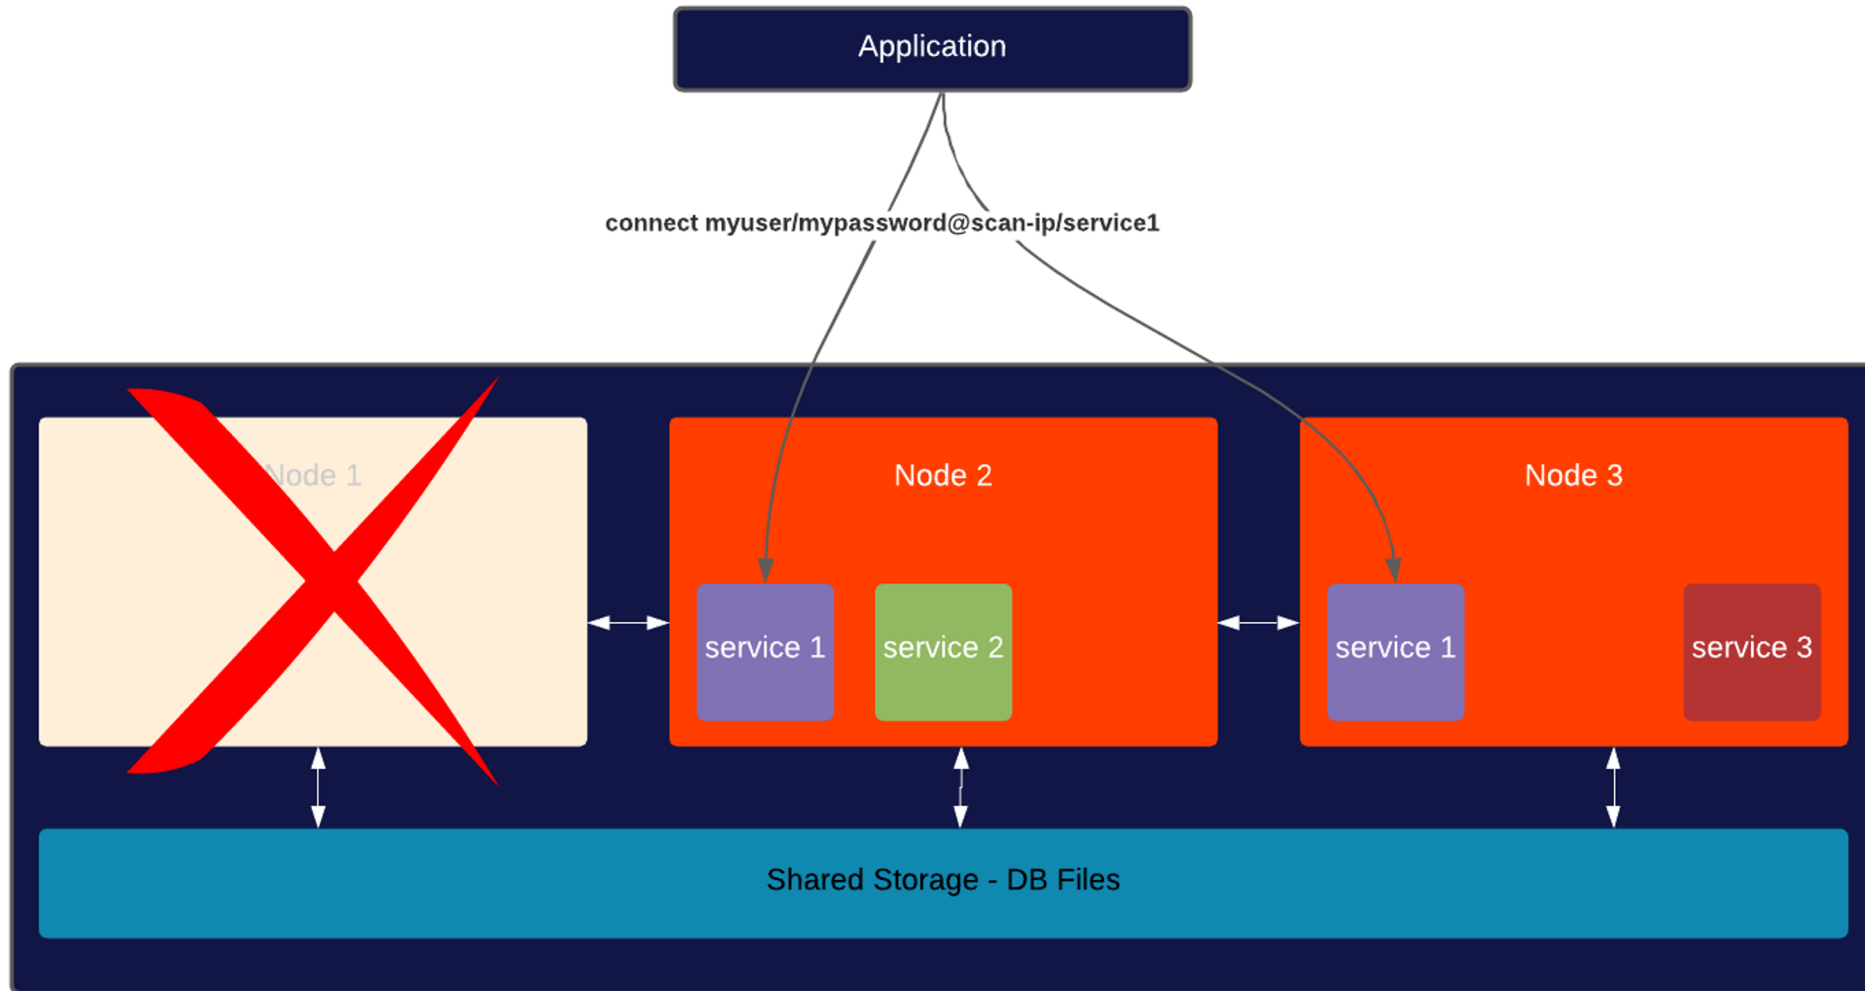 Application
connect myuser/mypassword@scan-ip/service1
Node 1
Node 2
Node 3
service 1
service 2
service 1
service 3
Shared Storage - DB Files